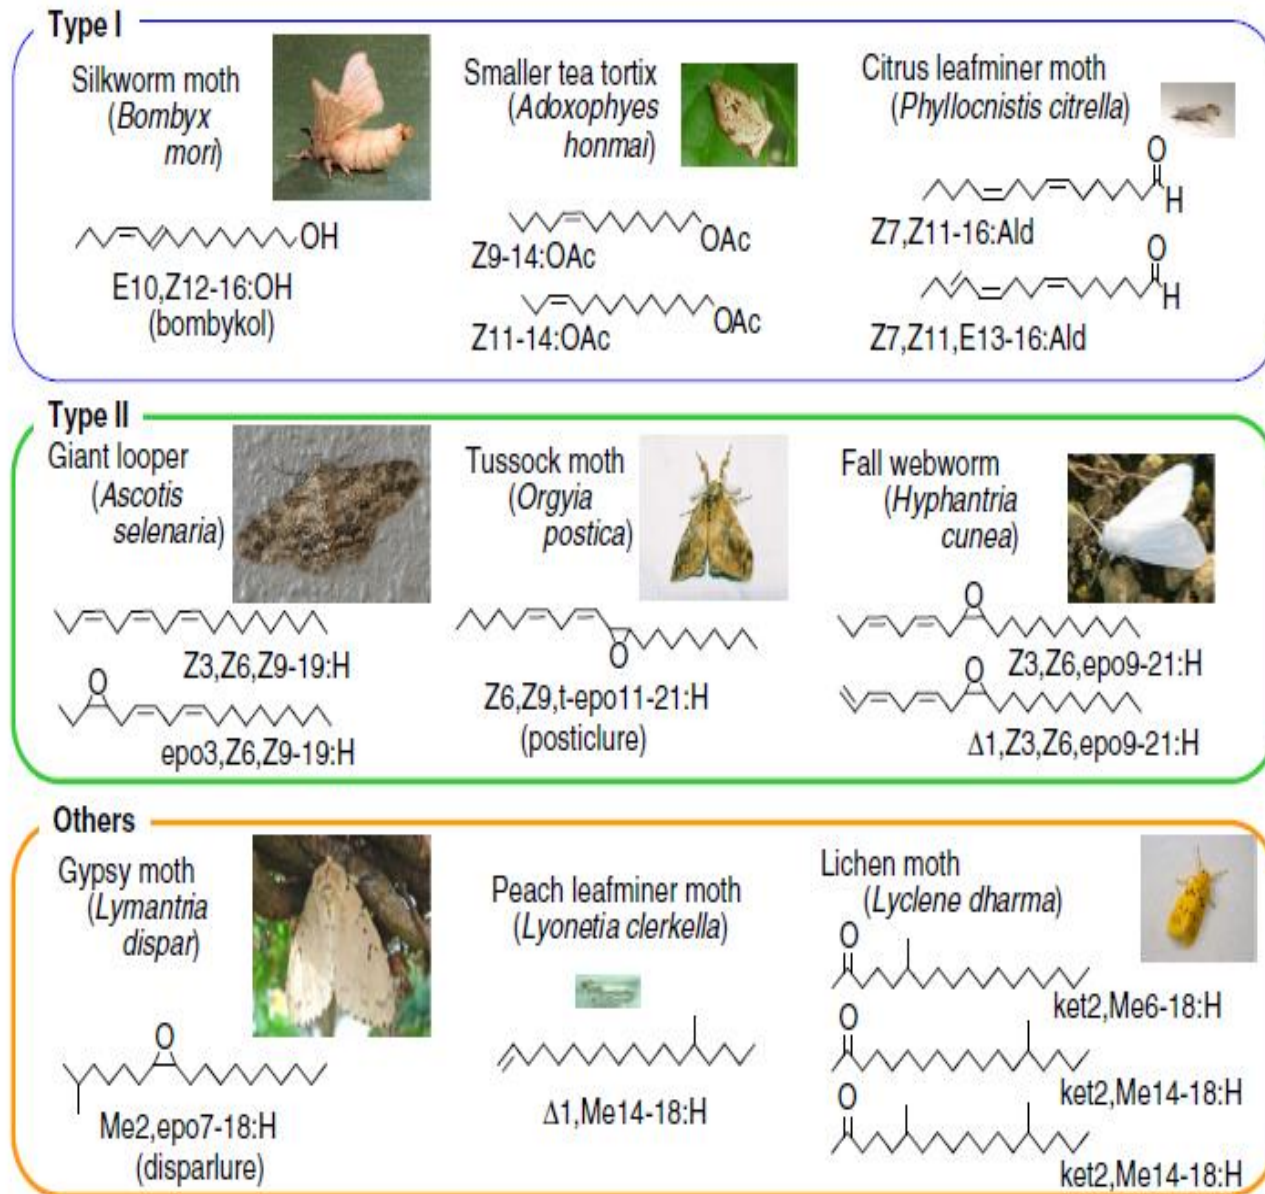 Type I
Silkworm moth
(Bombyx
mori)
OH
E10,Z12-16:OH
(bombykol)
Smaller tea tortix
(Adoxophyes
honmai)
OAc
Z9-14:OAc
OAc
Z11-14:OAc
Citrus leafminer moth
(Phyllocnistis citrella)
O
H
Z7,Z11-16:Ald
O
H
Z7,Z11,E13-16:Ald
Type II
Giant looper
(Ascotis
selenaria)
Z3,Z6,Z9-19:H
O
epo3,Z6,Z9-19:H
Tussock moth
(Orgyia
postica)
O
Z6,Z9,t-epo11-21:H
(posticlure)
Fall webworm
(Hyphantria
cunea)
O
Z3,Z6,epo9-21:H
O
Δ1,Z3,Z6,epo9-21:H
Others
Gypsy moth
(Lymantria
dispar)
O
Me2,epo7-18:H
(disparlure)
Peach leafminer moth
(Lyonetia clerkella)
Δ1,Me14-18:H
Lichen moth
(Lyclene dharma)
O
ket2,Me6-18:H
O
ket2,Me14-18:H
O
ket2,Me14-18:H